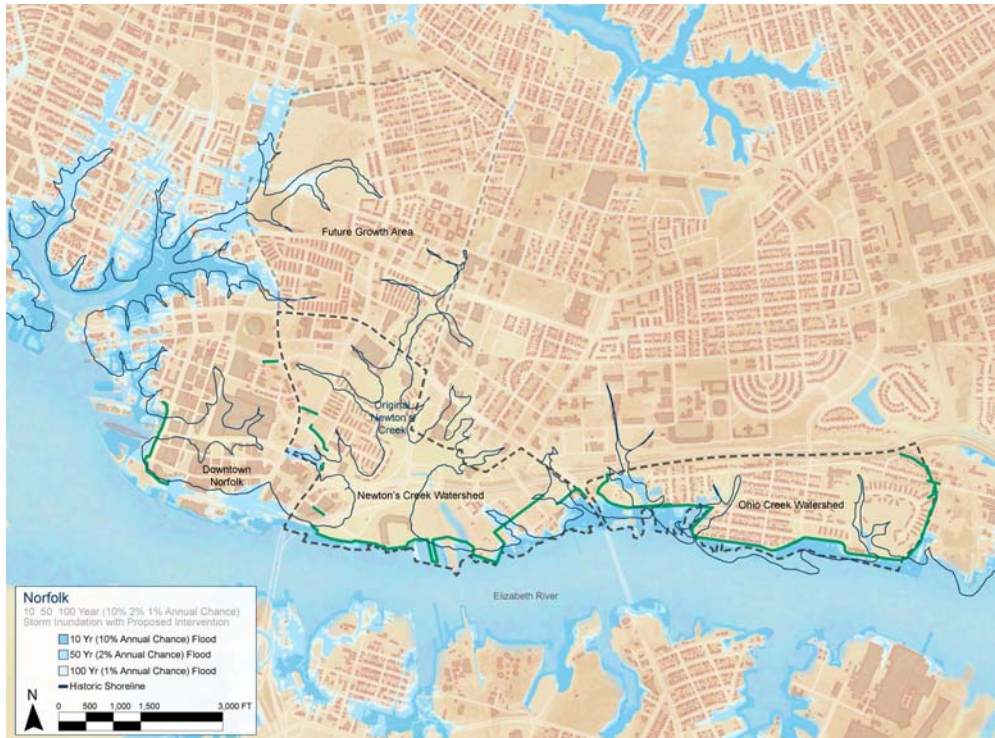 Future Growth Area
Original
Newton's
Creek
Downtown
Norfolk
Newton's Creek Watershed
Ohio Creek Watershed
Elizabeth River
Norfolk
10 50 100 Year (10% 2% 1% Annual Chance)
Storm Inundation with Proposed Intervention
10 Yr (10% Annual Chance) Flood
50 Yr (2% Annual Chance) Flood
100 Yr (1% Annual Chance) Flood
Historic Shoreline
N
0 500 1,000 1,500 3,000 FT